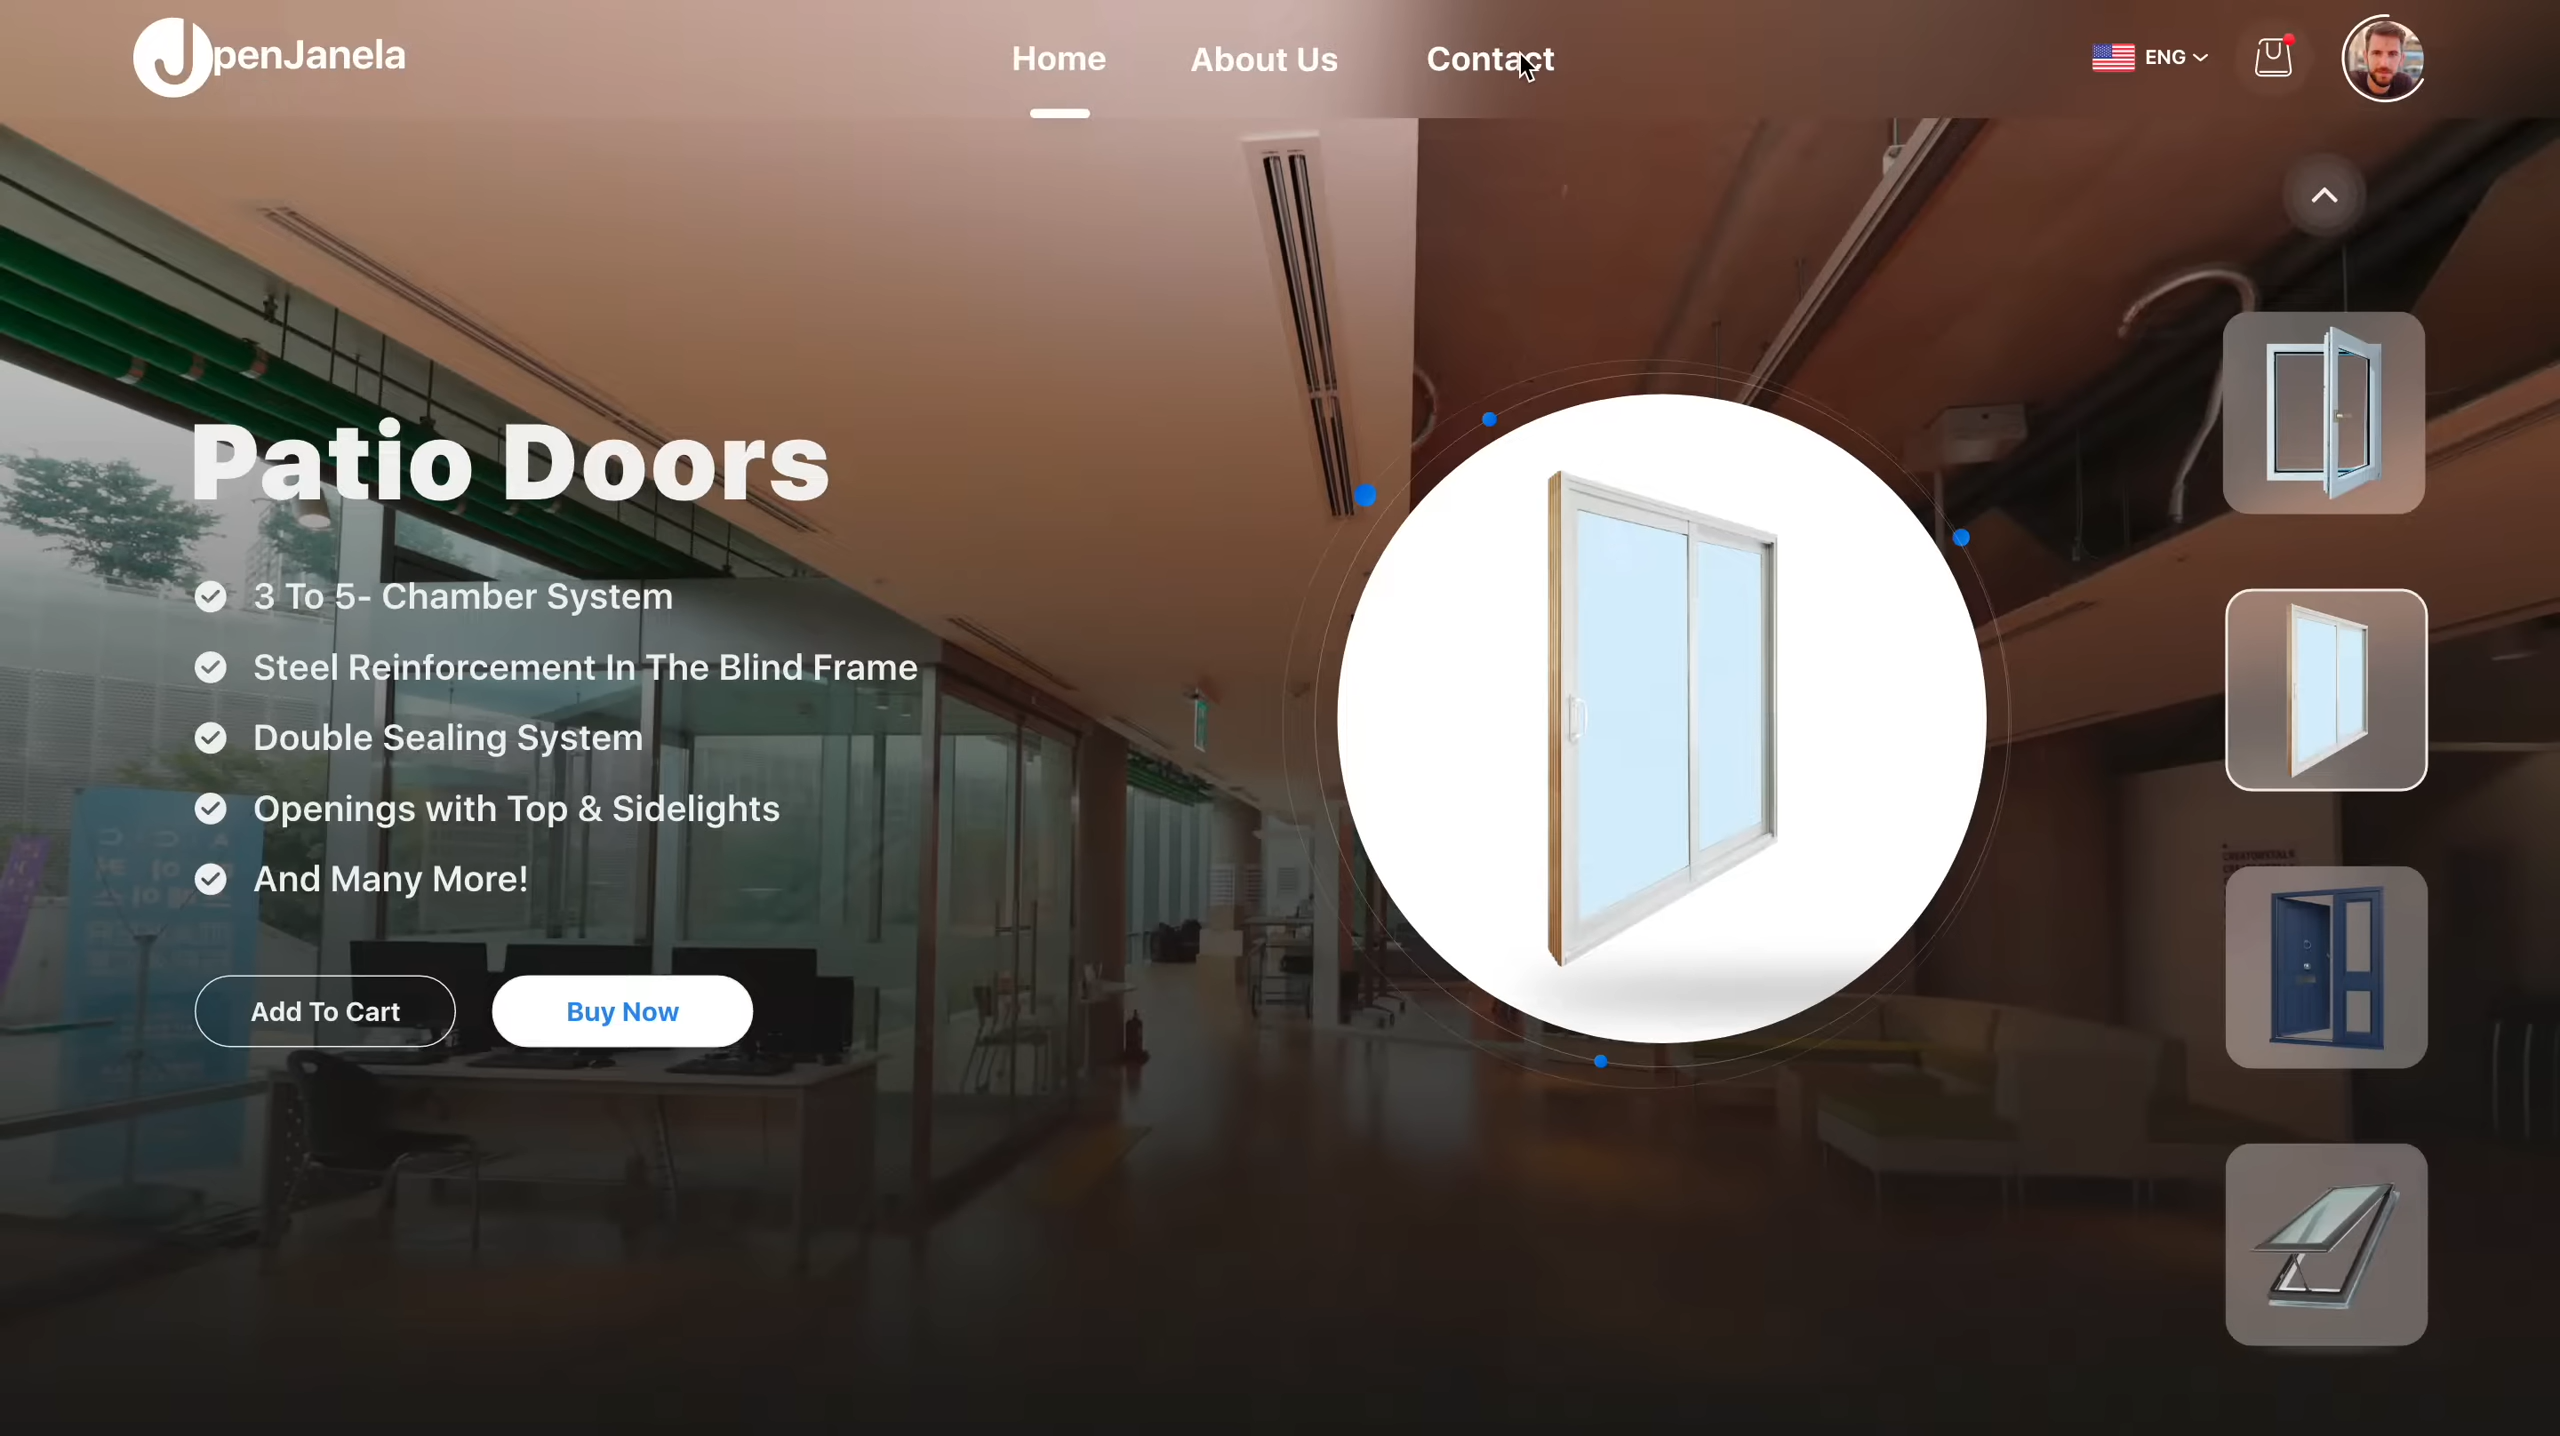 penJanela
Home
About Us
Contact
ENG
Patio Doors
3 To 5- Chamber System
Steel Reinforcement In The Blind Frame
Double Sealing System
Openings with Top & Sidelights
And Many More!
Add To Cart
Buy Now